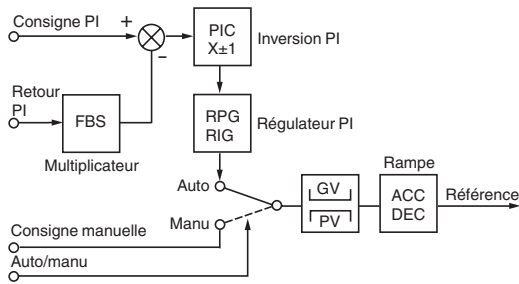 Consigne PI
+
−
PIC
X±1
Inversion PI
Retour
PI
FBS
Multiplicateur
RPG
RIG
Régulateur PI
Auto
Manu
GV
PV
Rampe
ACC
DEC
Référence
Consigne manuelle
Auto/manu